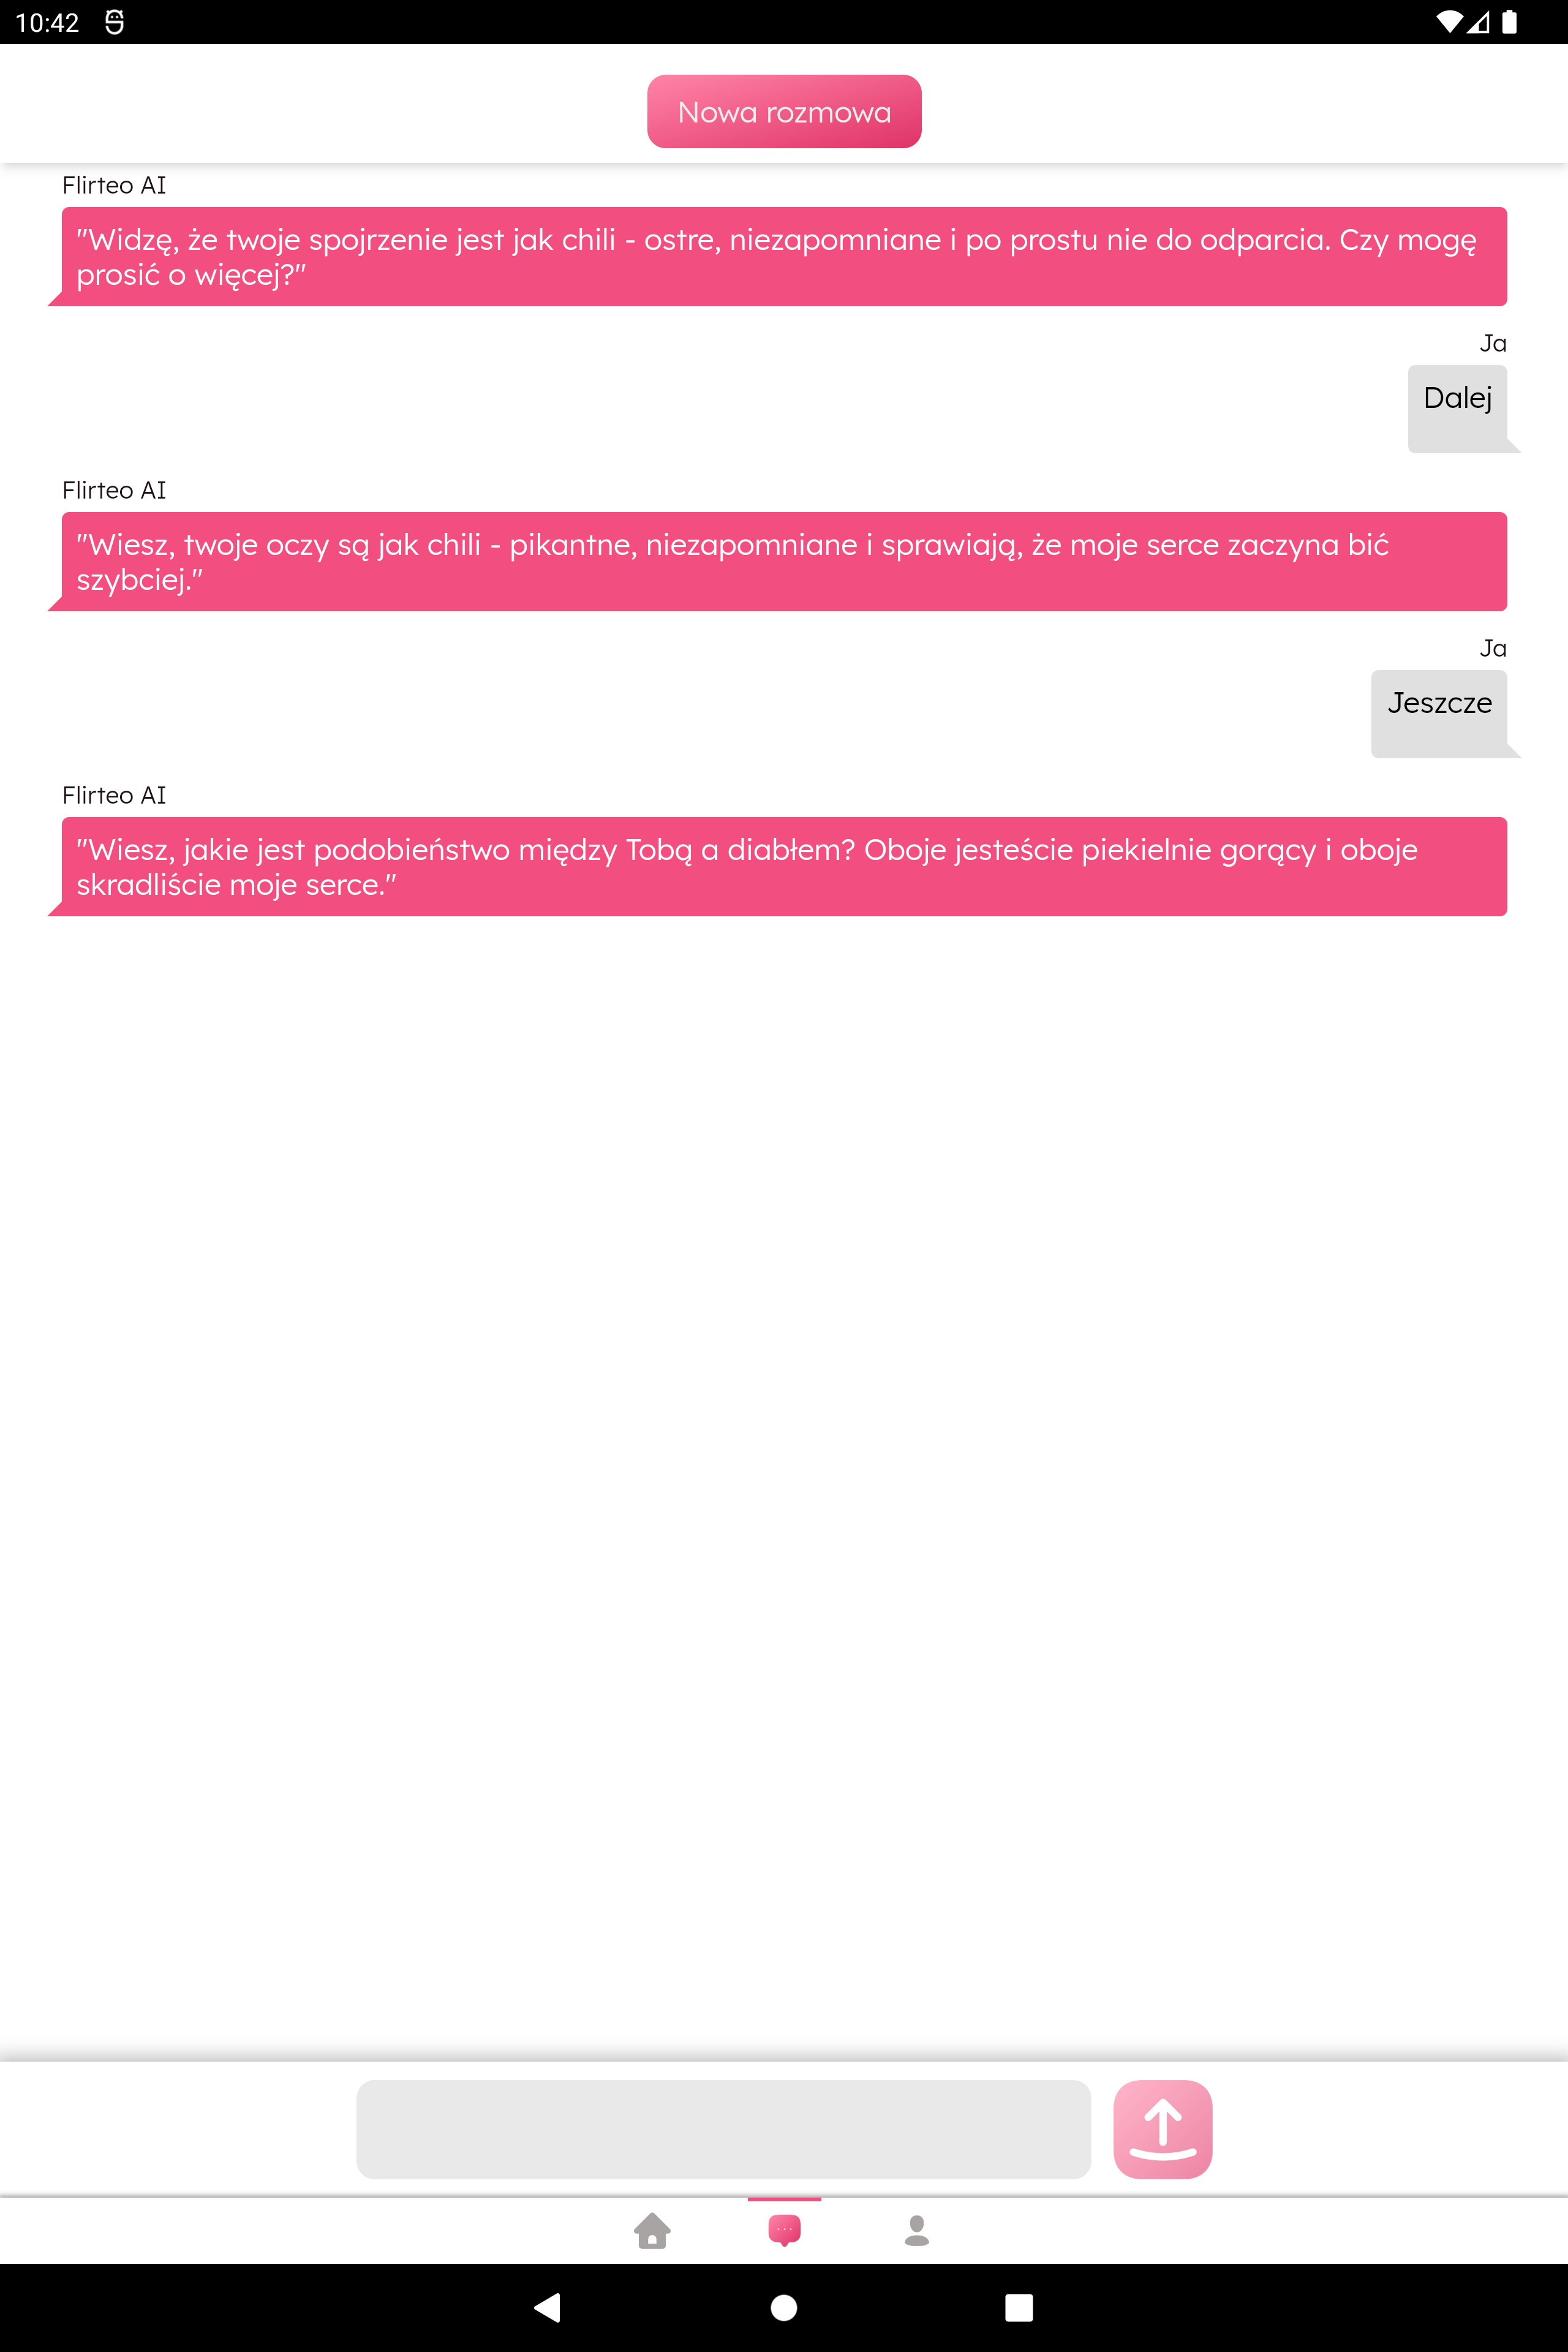 10:42
Nowa rozmowa
Flirteo AI
"Widzę, że twoje spojrzenie jest jak chili - ostre, niezapomniane i po prostu nie do odparcia. Czy mogę
prosić o więcej?"
Ja
Dalej
Flirteo AI
"Wiesz, twoje oczy są jak chili - pikantne, niezapomniane i sprawiają, że moje serce zaczyna bić
szybciej."
Ja
Jeszcze
Flirteo AI
"Wiesz, jakie jest podobieństwo między Tobą a diabłem? Oboje jesteście piekielnie gorący i oboje
skradliście moje serce."